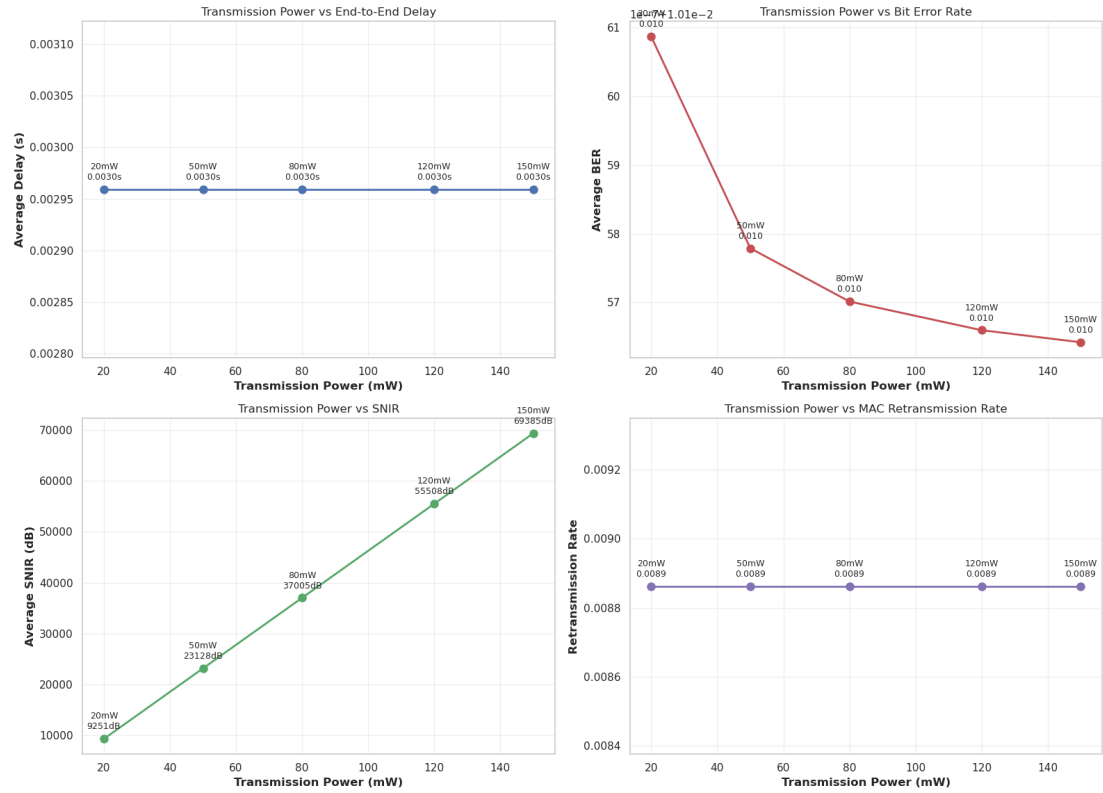 Transmission Power vs End-to-End Delay
Average Delay (s)
0.00310
0.00305
0.00300
0.00295
0.00290
0.00285
0.00280
20mW
0.0030s
50mW
0.0030s
80mW
0.0030s
120mW
0.0030s
150mW
0.0030s
20 40 60 80 100 120 140
Transmission Power (mW)
Transmission Power vs Bit Error Rate
1e−7+1.01e−2
Average BER
61
60
59
58
57
20mW
0.010
50mW
0.010
80mW
0.010
120mW
0.010
150mW
0.010
20 40 60 80 100 120 140
Transmission Power (mW)
Transmission Power vs SNIR
Average SNIR (dB)
70000
60000
50000
40000
30000
20000
10000
20mW
9251dB
50mW
23128dB
80mW
37005dB
120mW
55508dB
150mW
69385dB
20 40 60 80 100 120 140
Transmission Power (mW)
Transmission Power vs MAC Retransmission Rate
Retransmission Rate
0.0092
0.0090
0.0088
0.0086
0.0084
20mW
0.0089
50mW
0.0089
80mW
0.0089
120mW
0.0089
150mW
0.0089
20 40 60 80 100 120 140
Transmission Power (mW)